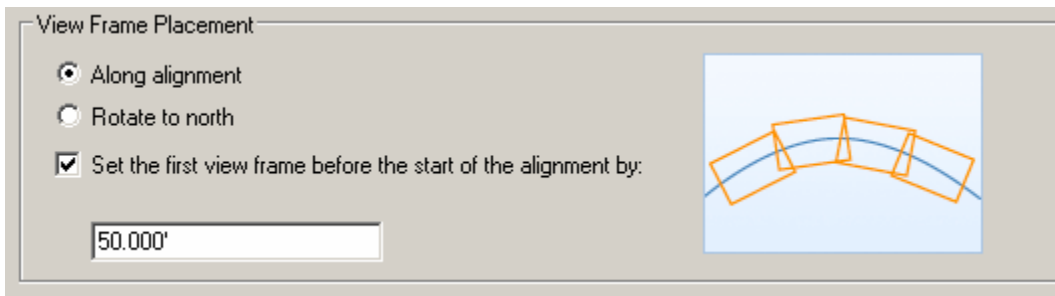 View Frame Placement
Along alignment
Rotate to north
Set the first view frame before the start of the alignment by:
50.000'